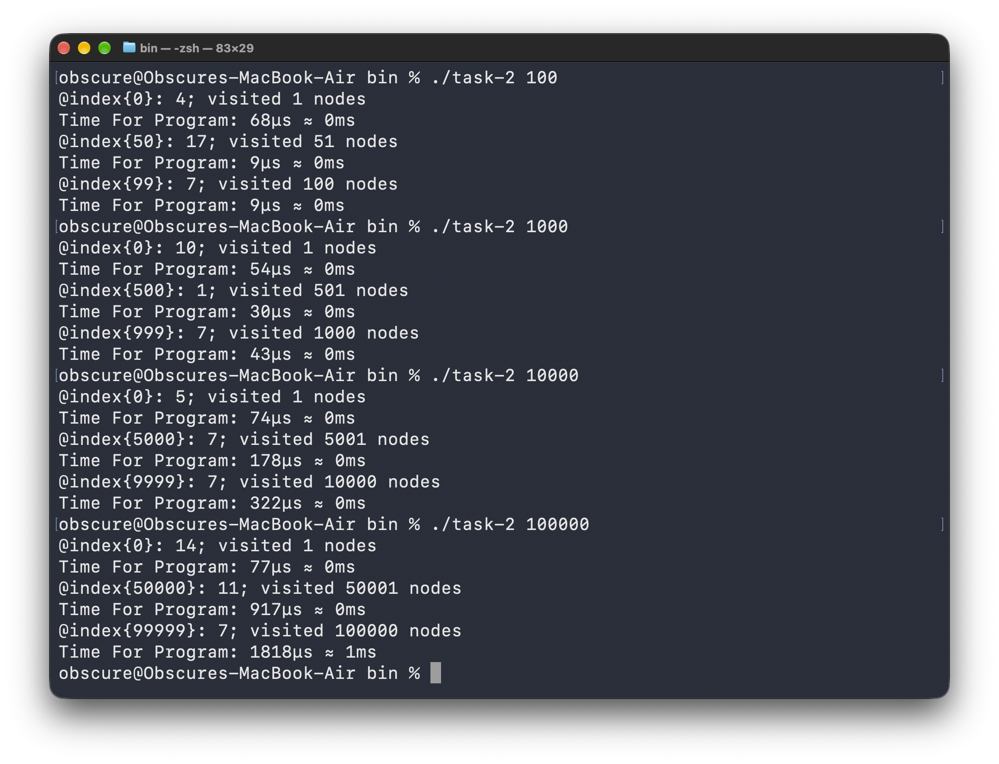 bin — -zsh — 83×29
[obscure@Obscures-MacBook-Air bin % ./task-2 100 ]
@index{0}: 4; visited 1 nodes
Time For Program: 68µs ≈ 0ms
@index{50}: 17; visited 51 nodes
Time For Program: 9µs ≈ 0ms
@index{99}: 7; visited 100 nodes
Time For Program: 9µs ≈ 0ms
[obscure@Obscures-MacBook-Air bin % ./task-2 1000 ]
@index{0}: 10; visited 1 nodes
Time For Program: 54µs ≈ 0ms
@index{500}: 1; visited 501 nodes
Time For Program: 30µs ≈ 0ms
@index{999}: 7; visited 1000 nodes
Time For Program: 43µs ≈ 0ms
[obscure@Obscures-MacBook-Air bin % ./task-2 10000 ]
@index{0}: 5; visited 1 nodes
Time For Program: 74µs ≈ 0ms
@index{5000}: 7; visited 5001 nodes
Time For Program: 178µs ≈ 0ms
@index{9999}: 7; visited 10000 nodes
Time For Program: 322µs ≈ 0ms
[obscure@Obscures-MacBook-Air bin % ./task-2 100000 ]
@index{0}: 14; visited 1 nodes
Time For Program: 77µs ≈ 0ms
@index{50000}: 11; visited 50001 nodes
Time For Program: 917µs ≈ 0ms
@index{99999}: 7; visited 100000 nodes
Time For Program: 1818µs ≈ 1ms
obscure@Obscures-MacBook-Air bin %